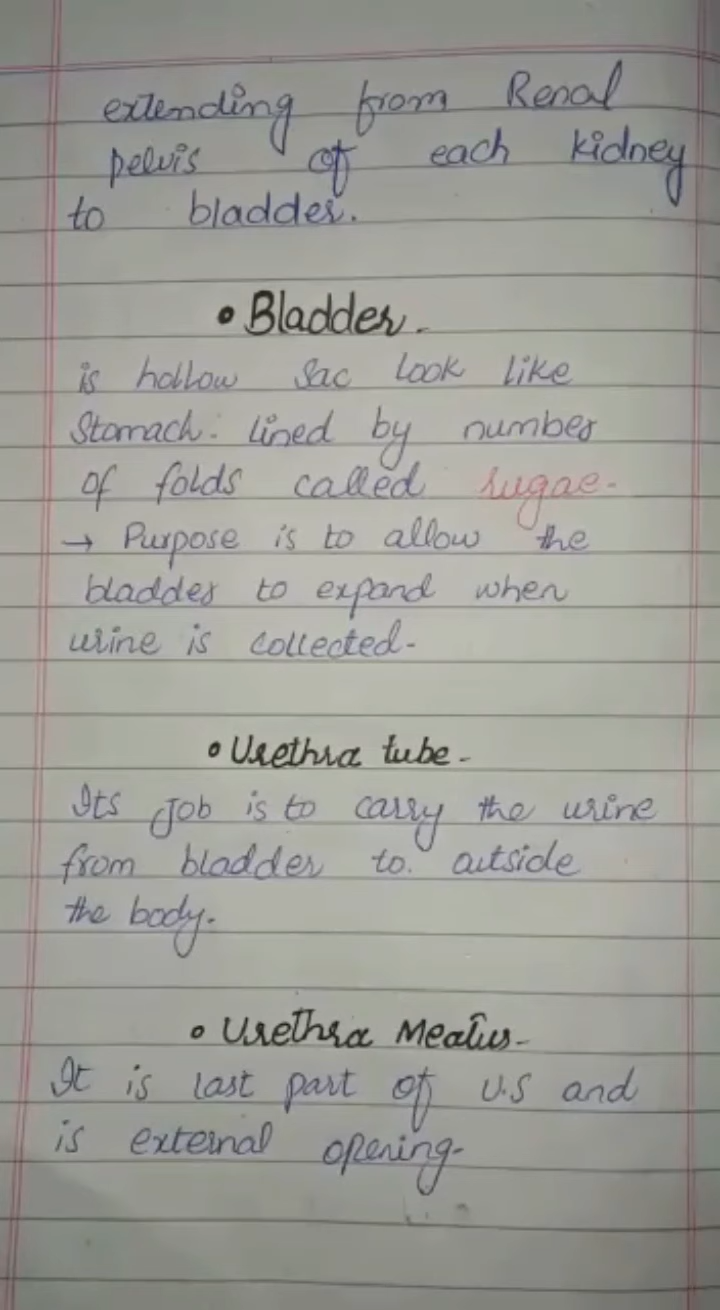 extending from Renal
pelvis of each kidney
to bladder.
• Bladder.
is hollow Sac look like
Stomach. lined by number
of folds called rugae.
→ Purpose is to allow the
bladder to expand when
urine is collected.
• Urethra tube.
Its Job is to carry the urine
from bladder to. outside
the body.
• Urethra Meatus.
It is last part of U.S and
is external opening.